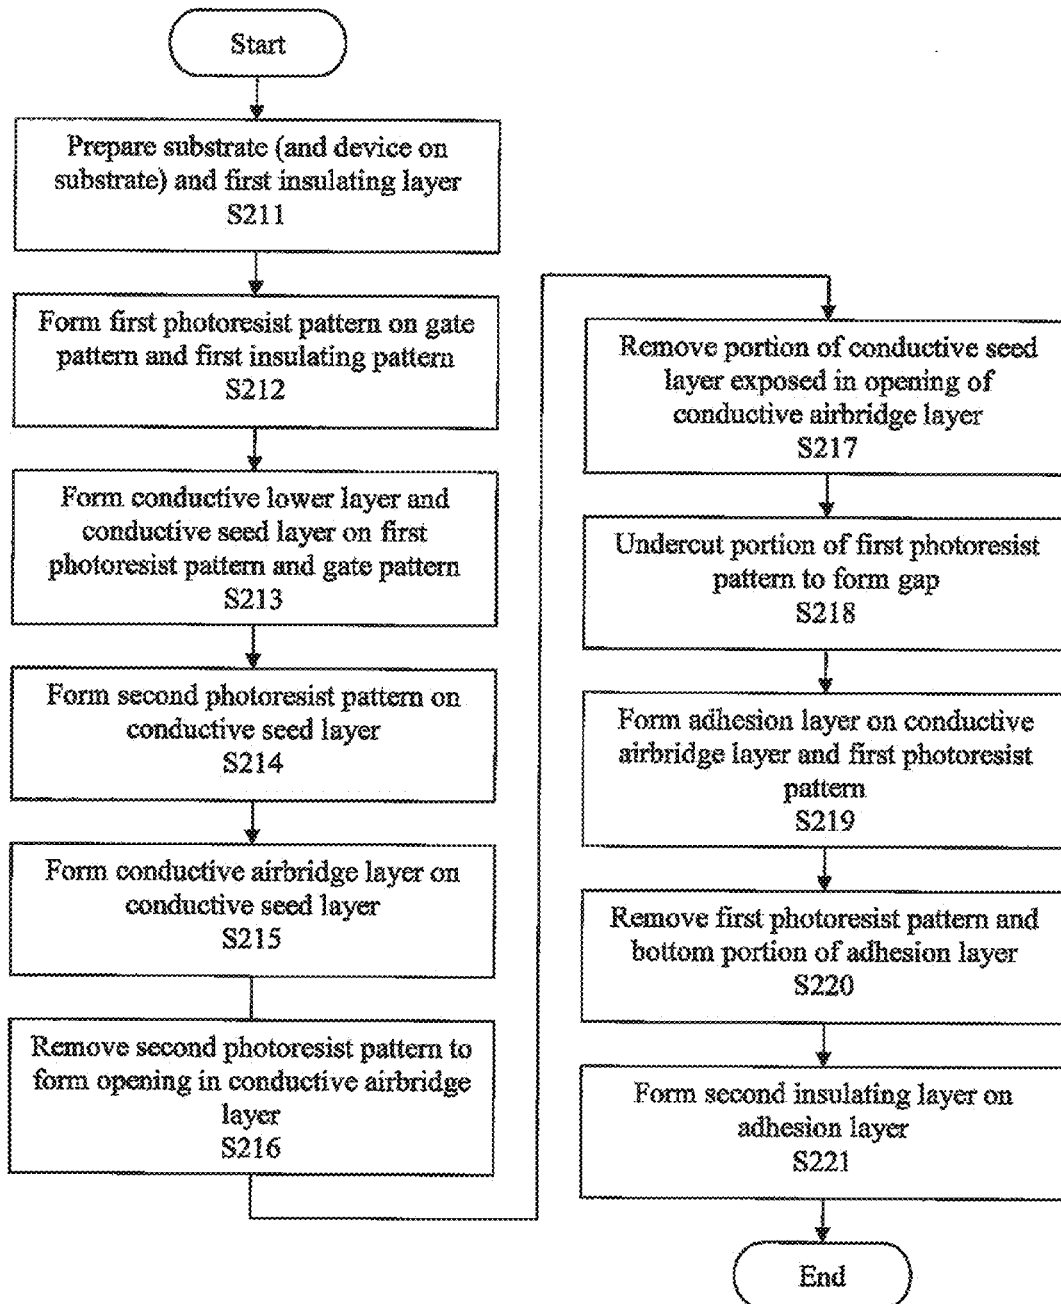 Start
Prepare substrate (and device on
substrate) and first insulating layer
S211
Form first photoresist pattern on gate
pattern and first insulating pattern
S212
Form conductive lower layer and
conductive seed layer on first
photoresist pattern and gate pattern
S213
Form second photoresist pattern on
conductive seed layer
S214
Form conductive airbridge layer on
conductive seed layer
S215
Remove second photoresist pattern to
form opening in conductive airbridge
layer
S216
Remove portion of conductive seed
layer exposed in opening of
conductive airbridge layer
S217
Undercut portion of first photoresist
pattern to form gap
S218
Form adhesion layer on conductive
airbridge layer and first photoresist
pattern
S219
Remove first photoresist pattern and
bottom portion of adhesion layer
S220
Form second insulating layer on
adhesion layer
S221
End